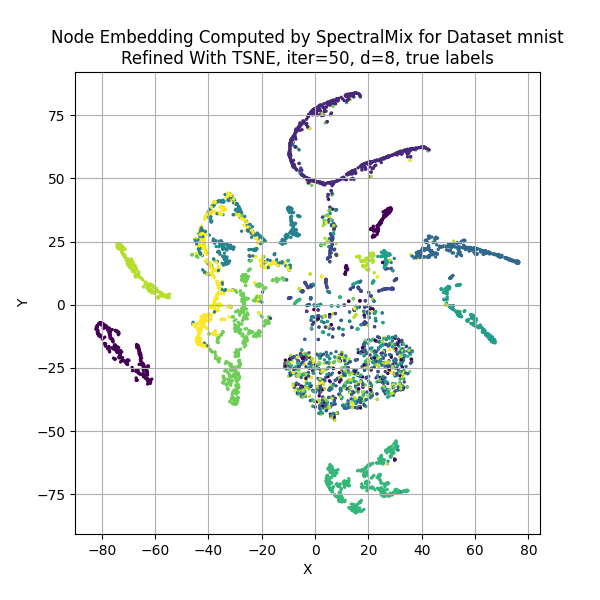 Node Embedding Computed by SpectralMix for Dataset mnist
Refined With TSNE, iter=50, d=8, true labels
75
50
25
0
−25
−50
−75
Y
−80 −60 −40 −20 0 20 40 60 80
X